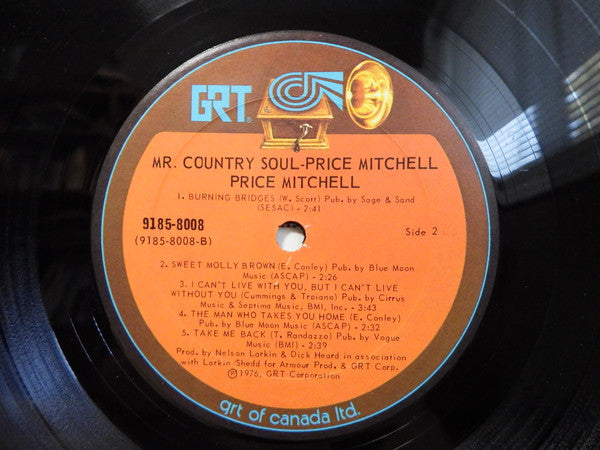 GRT®
MR. COUNTRY SOUL-PRICE MITCHELL
PRICE MITCHELL
1. BURNING BRIDGES (W. Scott) Pub. by Sage & Sand
(SESAC) - 2:41
9185-8008
(9185-8008-B)
Side 2
2. SWEET MOLLY BROWN (E. Conley) Pub. by Blue Moon
Music (ASCAP) - 2:26
3. I CAN'T LIVE WITH YOU, BUT I CAN'T LIVE
WITHOUT YOU (Cummings & Troiano) Pub. by Cirrus
Music & Septima Music, BMI, Inc. - 3:43
4. THE MAN WHO TAKES YOU HOME (E. Conley)
Pub. by Blue Moon Music (ASCAP) - 2:32
5. TAKE ME BACK (T. Randazzo) Pub. by Vogue
Music (BMI) - 2:39
Prod. by Nelson Larkin & Dick Heard in association
with Larkin Shedd for Armour Prod. & GRT Corp.
℗1976, GRT Corporation
grt of canada ltd.